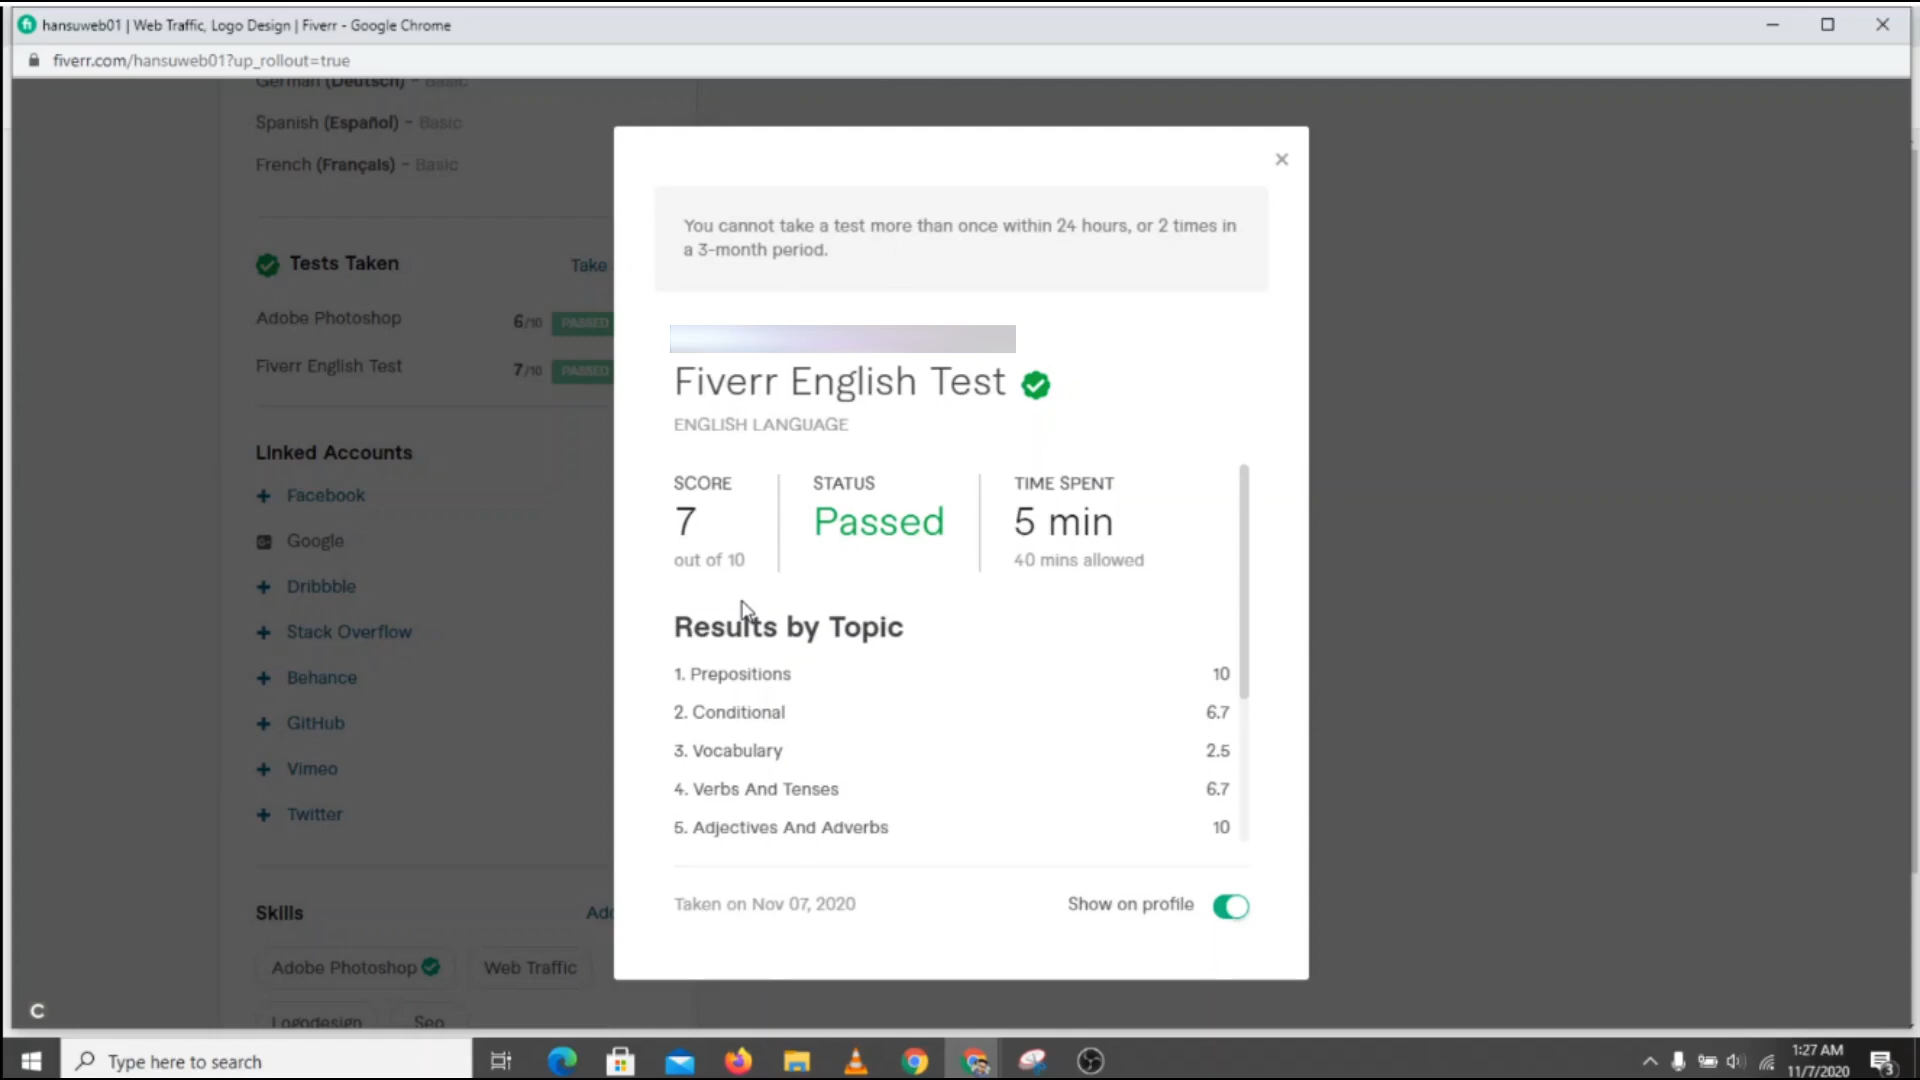 hansuweb01 | Web Traffic, Logo Design | Fiverr - Google Chrome
fiverr.com/hansuweb01?up_rollout=true
German (Deutsch) - Basic
Spanish (Español) - Basic
French (Français) - Basic
Tests Taken
Take
Adobe Photoshop 6/10 PASSED
Fiverr English Test 7/10 PASSED
Linked Accounts
Facebook
Google
Dribbble
Stack Overflow
Behance
GitHub
Vimeo
Twitter
Skills
Adobe Photoshop Web Traffic
Logodesign Seo
You cannot take a test more than once within 24 hours, or 2 times in
a 3-month period.
Fiverr English Test
ENGLISH LANGUAGE
SCORE STATUS TIME SPENT
7 Passed 5 min
out of 10 40 mins allowed
Results by Topic
1. Prepositions 10
2. Conditional 6.7
3. Vocabulary 2.5
4. Verbs And Tenses 6.7
5. Adjectives And Adverbs 10
Taken on Nov 07, 2020 Show on profile
C
Type here to search
1:27 AM
11/7/2020
3